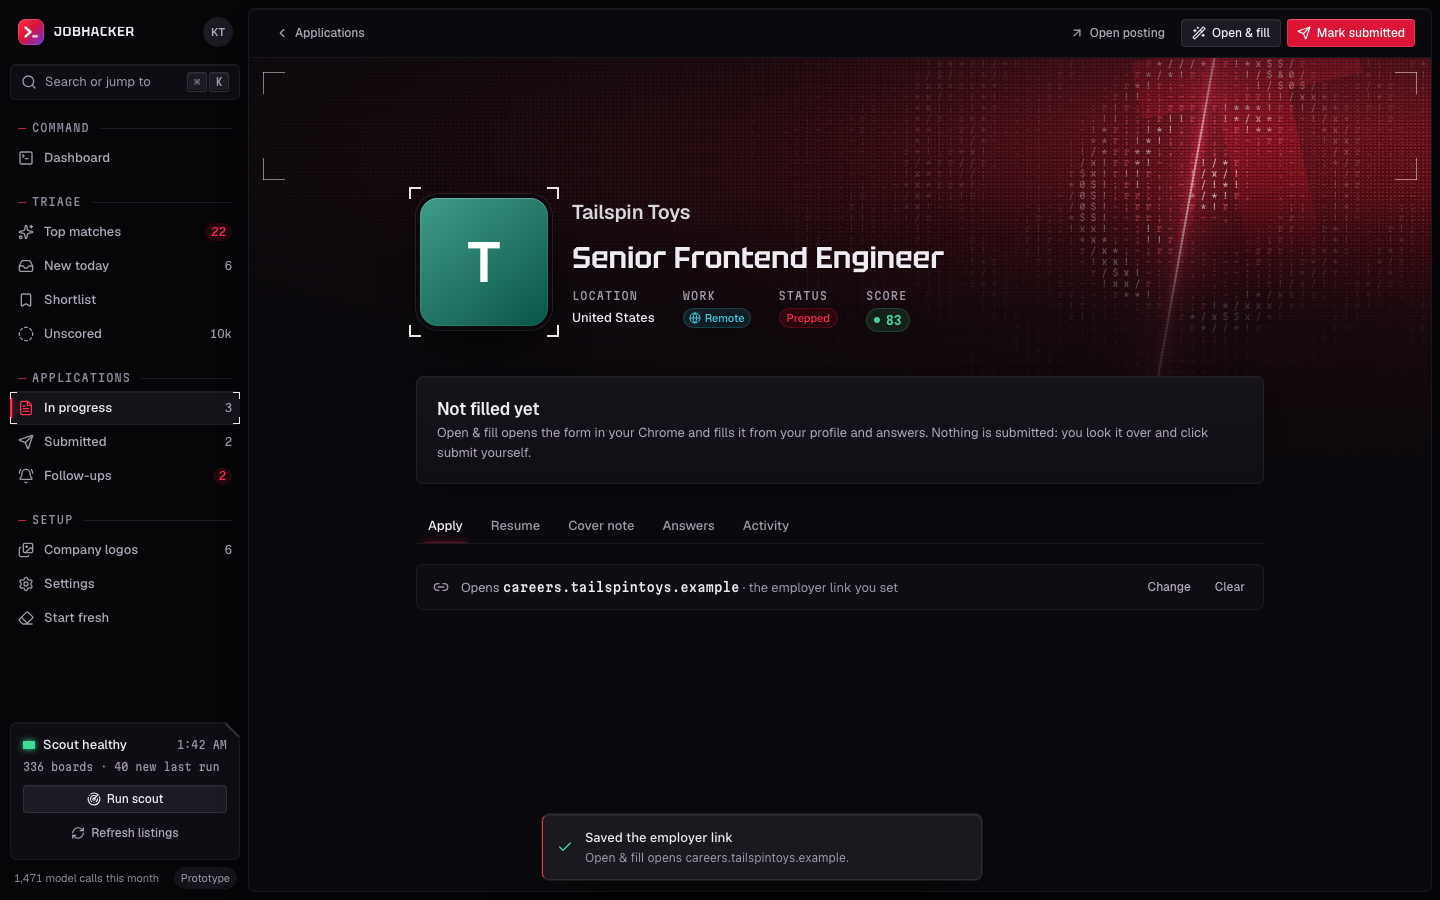 JOBHACKER
KT
Search or jump to
⌘ K
COMMAND
Dashboard
TRIAGE
Top matches 22
New today 6
Shortlist
Unscored 10k
APPLICATIONS
In progress 3
Submitted 2
Follow-ups 2
SETUP
Company logos 6
Settings
Start fresh
Scout healthy 1:42 AM
336 boards · 40 new last run
Run scout
Refresh listings
1,471 model calls this month Prototype
Applications
Open posting
Open & fill
Mark submitted
T
Tailspin Toys
Senior Frontend Engineer
LOCATION WORK STATUS SCORE
United States Remote Prepped 83
Not filled yet
Open & fill opens the form in your Chrome and fills it from your profile and answers. Nothing is submitted: you look it over and click
submit yourself.
Apply Resume Cover note Answers Activity
Opens careers.tailspintoys.example · the employer link you set
Change Clear
Saved the employer link
Open & fill opens careers.tailspintoys.example.